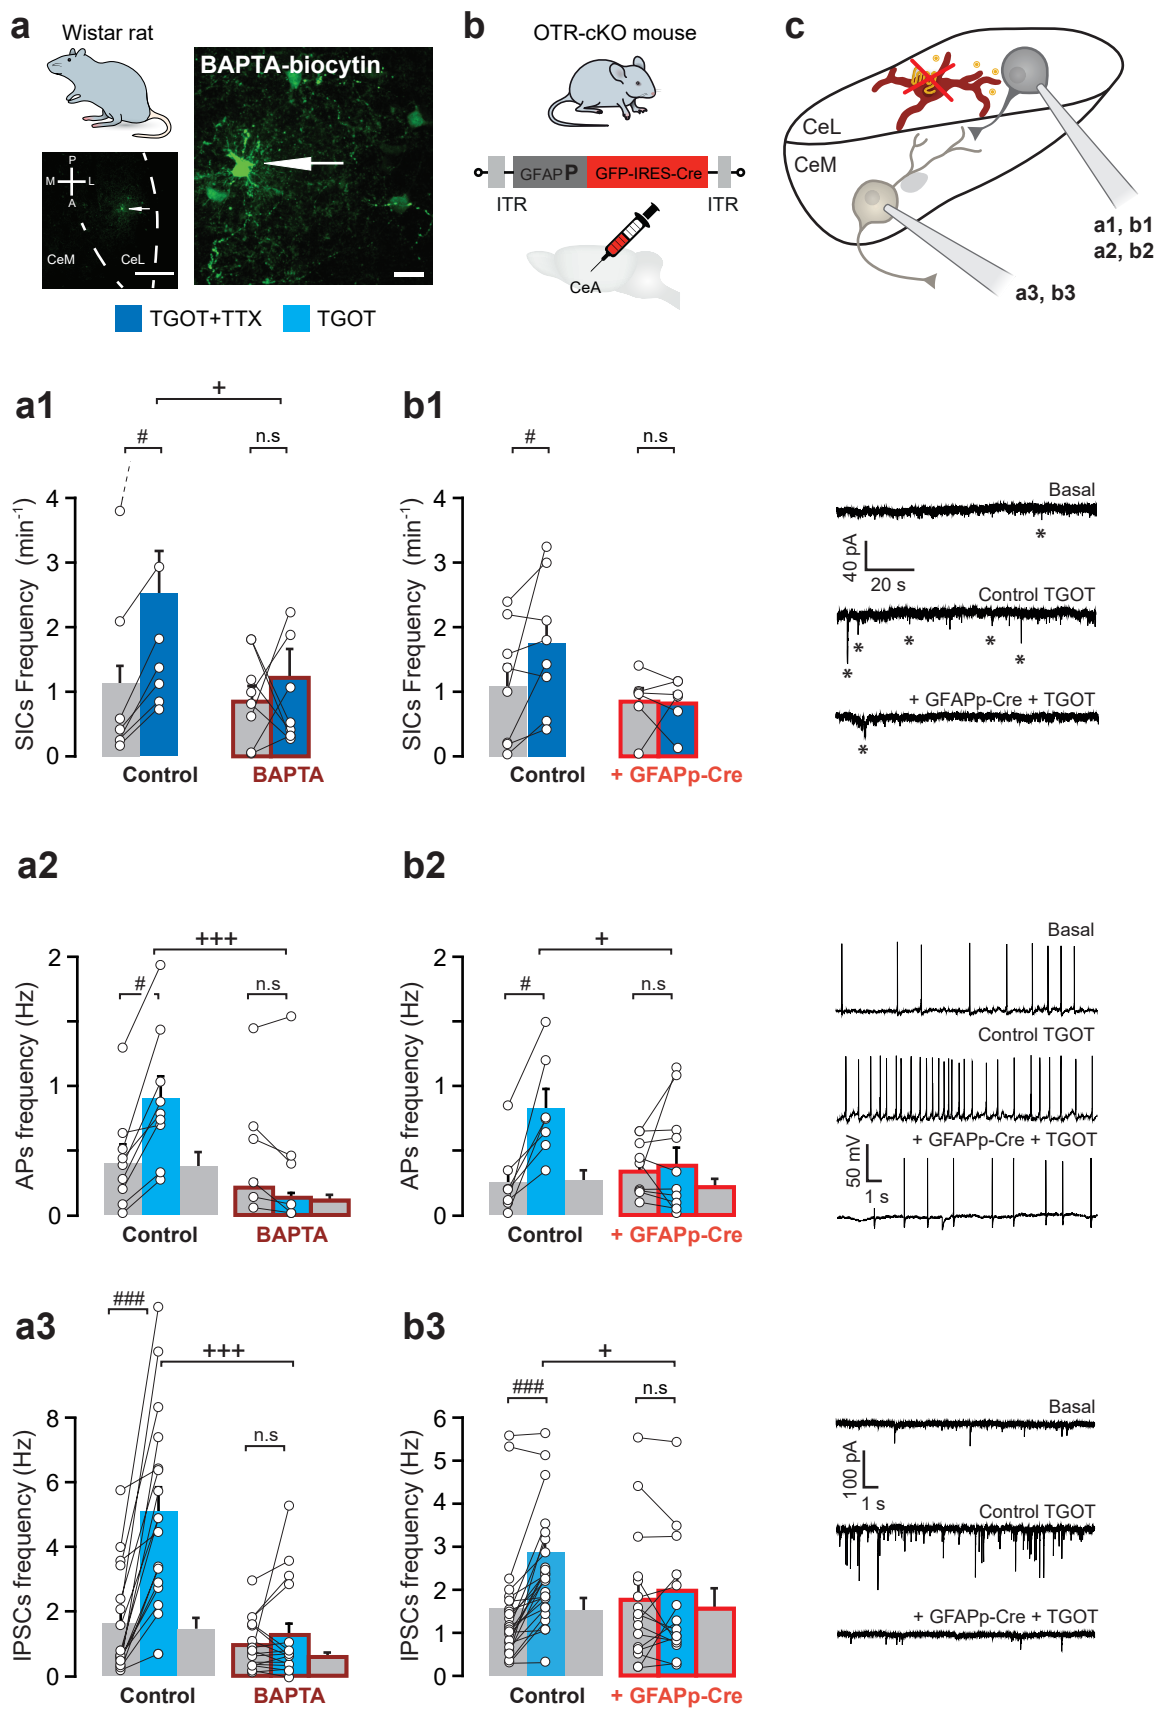 a
Wistar rat
BAPTA-biocytin
P
M
L
A
CeM
CeL
TGOT+TTX
TGOT
b
OTR-cKO mouse
GFAP P
GFP-IRES-Cre
ITR
ITR
CeA
c
CeL
CeM
a1, b1
a2, b2
a3, b3
a1
+
#
n.s
SICs Frequency (min-1)
4
3
2
1
0
Control
BAPTA
b1
#
n.s
SICs Frequency (min-1)
4
3
2
1
0
Control
+ GFAPp-Cre
Basal
*
40 pA
20 s
Control TGOT
* * * * *
+ GFAPp-Cre + TGOT
*
a2
+++
#
n.s
APs frequency (Hz)
2
1
0
Control
BAPTA
b2
+
#
n.s
APs frequency (Hz)
2
1
0
Control
+ GFAPp-Cre
Basal
Control TGOT
+ GFAPp-Cre + TGOT
50 mV
1 s
a3
###
+++
n.s
IPSCs frequency (Hz)
8
6
4
2
0
Control
BAPTA
b3
+
###
n.s
IPSCs frequency (Hz)
6
5
4
3
2
1
0
Control
+ GFAPp-Cre
Basal
100 pA
1 s
Control TGOT
+ GFAPp-Cre + TGOT